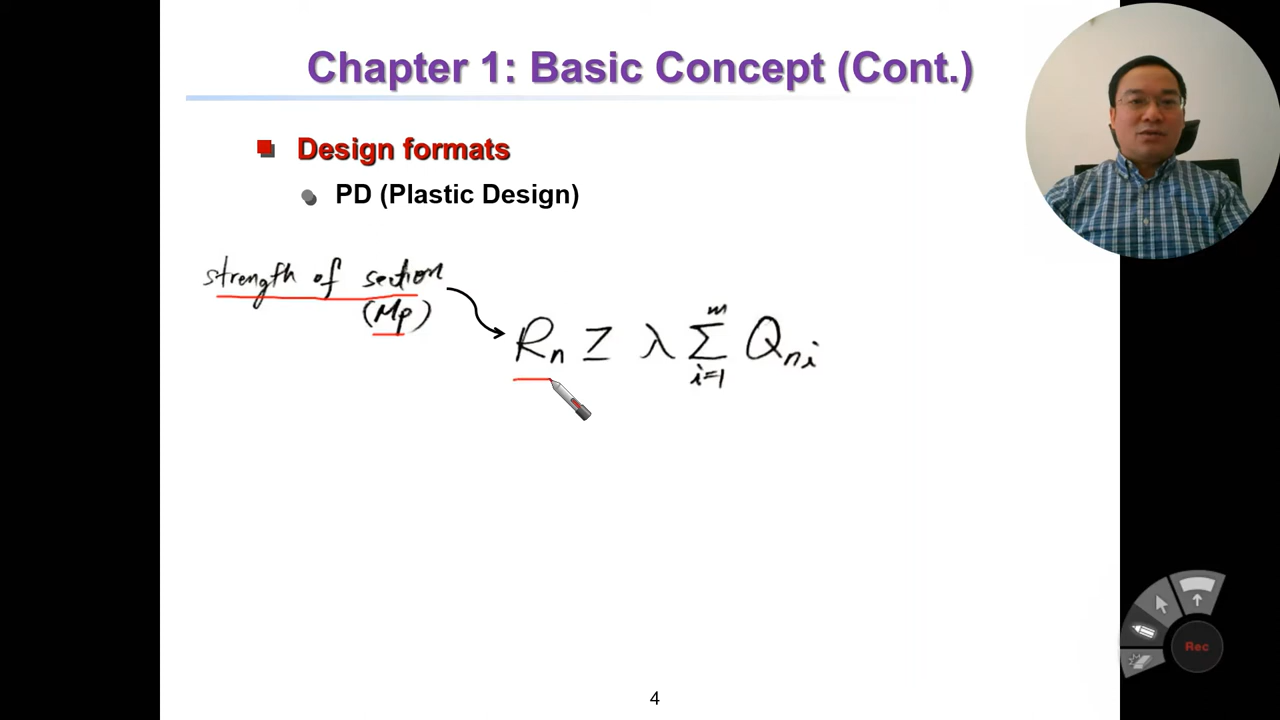 Chapter 1: Basic Concept (Cont.)
Design formats
PD (Plastic Design)
strength of section
(Mp)
Rn ≥ λ Σ Qni
m
i=1
4
Rec